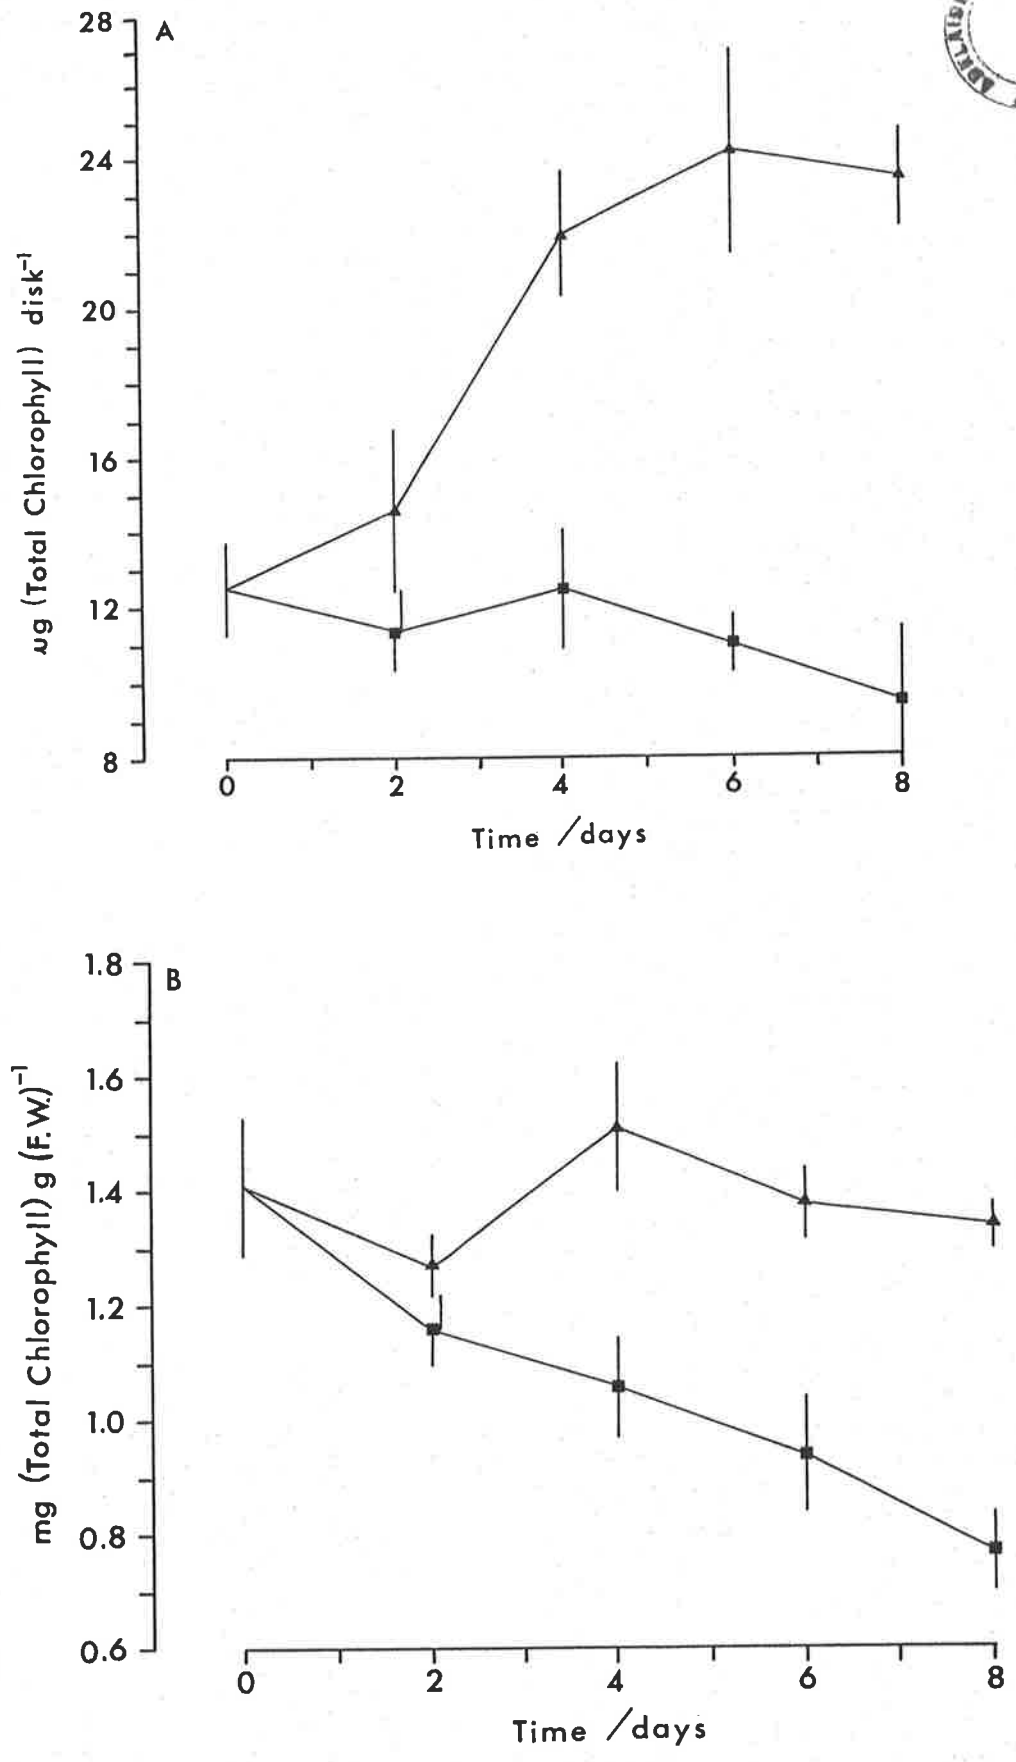 A
28
24
20
16
12
8
µg (Total Chlorophyll) disk⁻¹
0 2 4 6 8
Time /days
B
1.8
1.6
1.4
1.2
1.0
0.8
0.6
mg (Total Chlorophyll) g (F.W.)⁻¹
0 2 4 6 8
Time /days